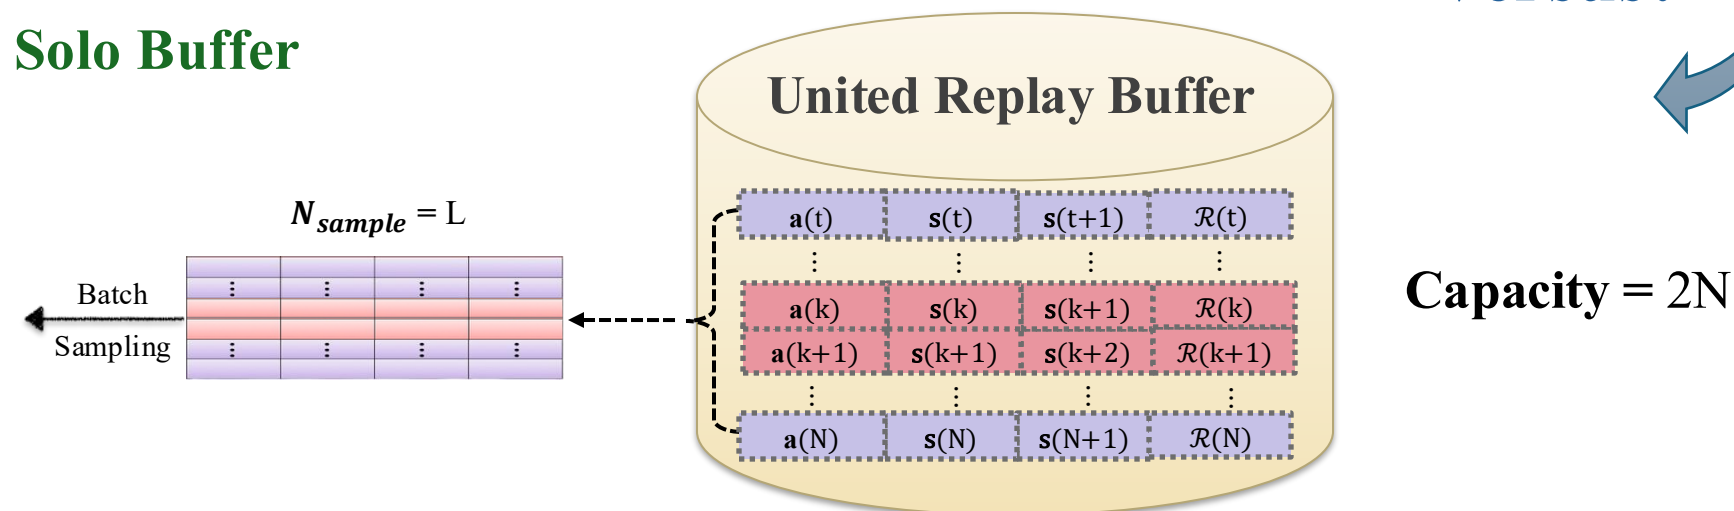 Solo Buffer
United Replay Buffer
N_sample = L
Batch
Sampling
a(t) s(t) s(t+1) ℛ(t)
⋮ ⋮ ⋮ ⋮
a(k) s(k) s(k+1) ℛ(k)
a(k+1) s(k+1) s(k+2) ℛ(k+1)
⋮ ⋮ ⋮ ⋮
a(N) s(N) s(N+1) ℛ(N)
Capacity = 2N